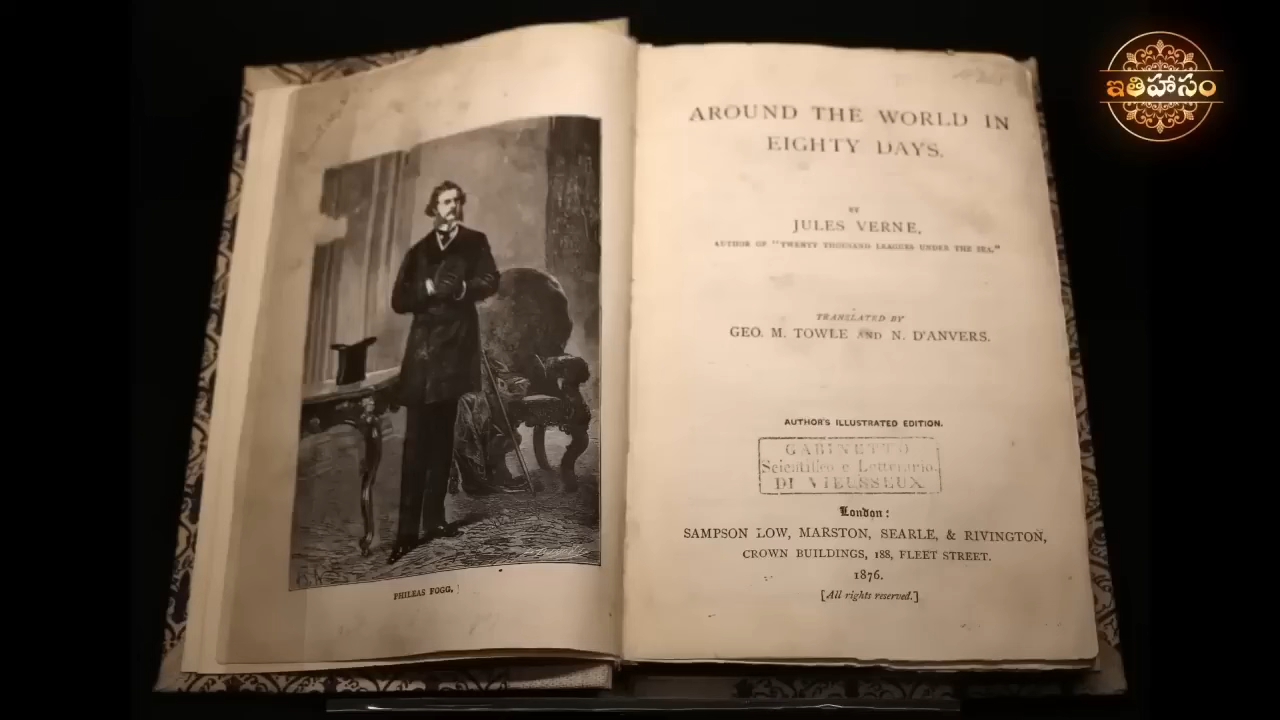 ఇతిహాసం
AROUND THE WORLD IN
EIGHTY DAYS.
BY
JULES VERNE,
AUTHOR OF "TWENTY THOUSAND LEAGUES UNDER THE SEA."
TRANSLATED BY
GEO. M. TOWLE AND N. D'ANVERS.
AUTHOR'S ILLUSTRATED EDITION.
GABINETTO
Scientifico e Letterario
DI VIEUSSEUX
London:
SAMPSON LOW, MARSTON, SEARLE, & RIVINGTON,
CROWN BUILDINGS, 188, FLEET STREET.
1876.
[All rights reserved.]
PHILEAS FOGG.